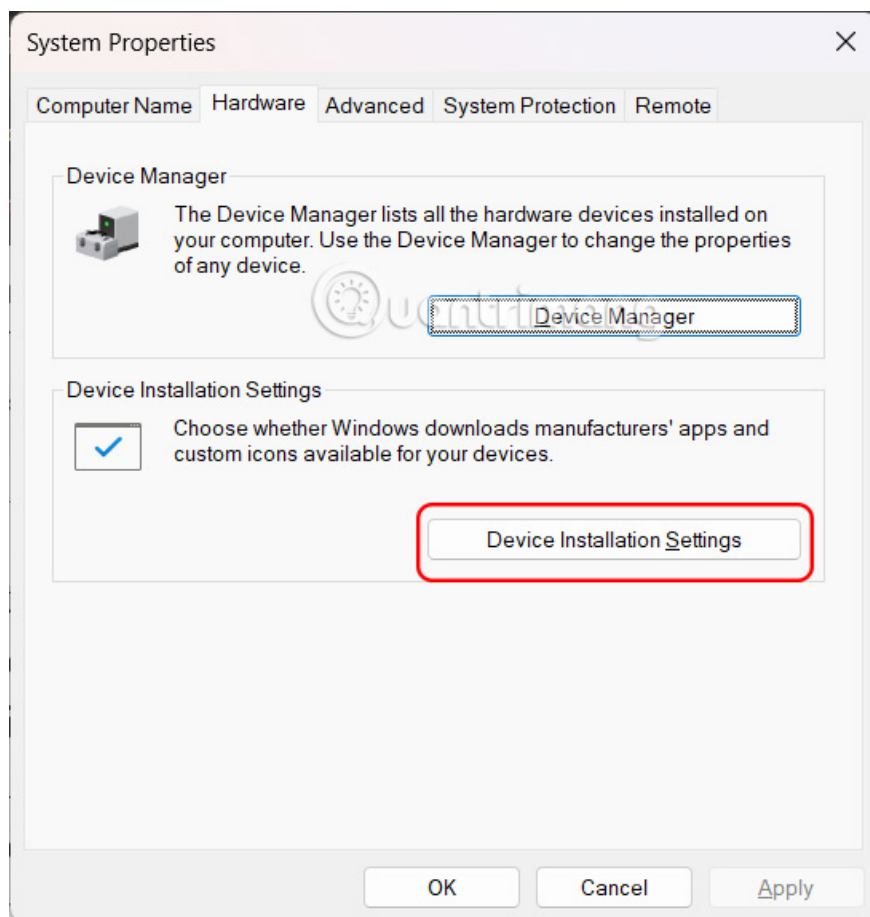 System Properties
Computer Name Hardware Advanced System Protection Remote
Device Manager
The Device Manager lists all the hardware devices installed on
your computer. Use the Device Manager to change the properties
of any device.
Quantrimang
Device Manager
Device Installation Settings
Choose whether Windows downloads manufacturers' apps and
custom icons available for your devices.
Device Installation Settings
OK Cancel Apply